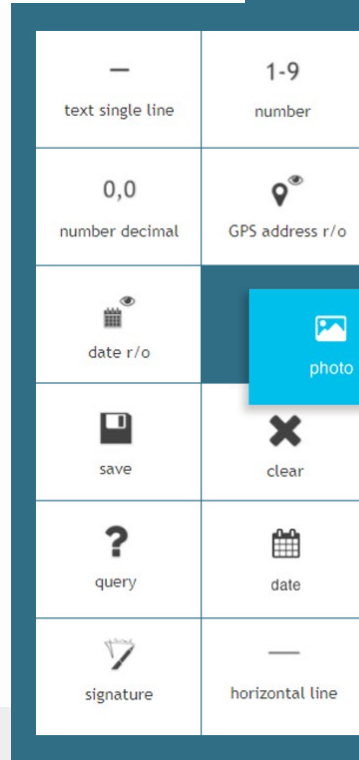 1-9
text single line
number
0,0
number decimal
GPS address r/o
date r/o
photo
save
clear
?
query
date
signature
horizontal line